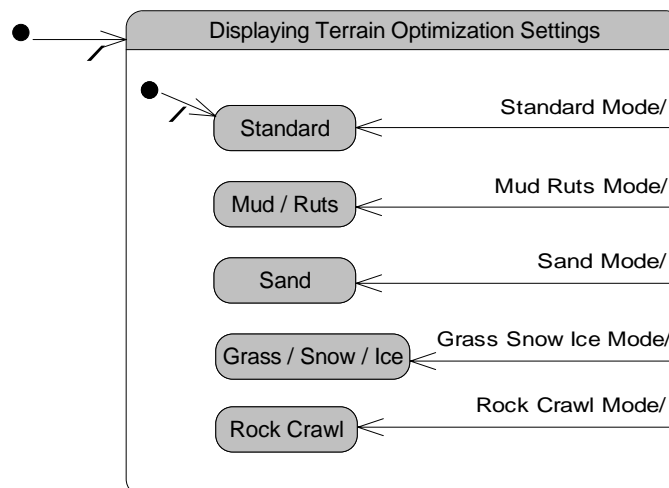 Displaying Terrain Optimization Settings
/
/
Standard
Standard Mode/
Mud / Ruts
Mud Ruts Mode/
Sand
Sand Mode/
Grass / Snow / Ice
Grass Snow Ice Mode/
Rock Crawl
Rock Crawl Mode/